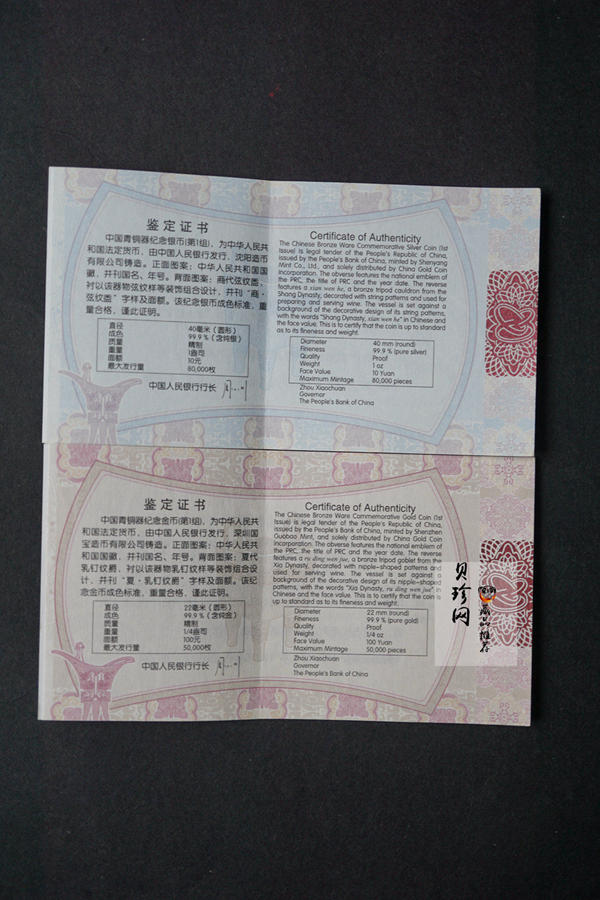 鉴定证书
中国青铜器纪念银币(第1组)，为中华人民共
和国法定货币，由中国人民银行发行，沈阳造币
有限公司铸造。正面图案：中华人民共和国国
徽，并刊国名、年号。背面图案：商代弦纹盉，
衬以该器物弦纹样等装饰组合设计，并刊“商·
弦纹盉”字样及面额。该纪念银币成色标准，重
量合格，谨此证明。
直径 40毫米（圆形）
成色 99.9％（含纯银）
质量 精制
重量 1盎司
面额 10元
最大发行量 80,000枚
中国人民银行行长
Certificate of Authenticity
The Chinese Bronze Ware Commemorative Silver Coin (1st
Issue) is legal tender of the People's Republic of China,
issued by the People's Bank of China, minted by Shenyang
Mint Co., Ltd., and solely distributed by China Gold Coin
Incorporation. The obverse features the national emblem of
the PRC, the title of PRC and the year date. The reverse
features a xian wen he, a bronze tripod cauldron from the
Shang Dynasty, decorated with string patterns and used for
preparing and serving wine. The vessel is set against a
background of the decorative design of its string patterns,
with the words "Shang Dynasty, xian wen he" in Chinese and
the face value. This is to certify that the coin is up to standard
as to its fineness and weight.
Diameter 40 mm (round)
Fineness 99.9 % (pure silver)
Quality Proof
Weight 1 oz
Face Value 10 Yuan
Maximum Mintage 80,000 pieces
Zhou Xiaochuan
Governor
The People's Bank of China
鉴定证书
中国青铜器纪念金币(第1组)，为中华人民共
和国法定货币，由中国人民银行发行，深圳国
宝造币有限公司铸造。正面图案：中华人民共
和国国徽，并刊国名、年号。背面图案：夏代
乳钉纹爵，衬以该器物乳钉纹样等装饰组合设
计，并刊“夏·乳钉纹爵”字样及面额。该纪
念金币成色标准，重量合格，谨此证明。
直径 22毫米（圆形）
成色 99.9％（含纯金）
质量 精制
重量 1/4盎司
面额 100元
最大发行量 50,000枚
中国人民银行行长
Certificate of Authenticity
The Chinese Bronze Ware Commemorative Gold Coin (1st
Issue) is legal tender of the People's Republic of China,
issued by the People's Bank of China, minted by Shenzhen
Guobao Mint, and solely distributed by China Gold Coin
Incorporation. The obverse features the national emblem of
the PRC, the title of PRC and the year date. The reverse
features a ru ding wen jue, a bronze tripod goblet from the
Xia Dynasty, decorated with nipple-shaped patterns and
used for serving wine. The vessel is set against a
background of the decorative design of its nipple-shaped
patterns, with the words "Xia Dynasty, ru ding wen jue" in
Chinese and the face value. This is to certify that the coin is
up to standard as to its fineness and weight.
Diameter 22 mm (round)
Fineness 99.9 % (pure gold)
Quality Proof
Weight 1/4 oz
Face Value 100 Yuan
Maximum Mintage 50,000 pieces
Zhou Xiaochuan
Governor
The People's Bank of China
贝珍网